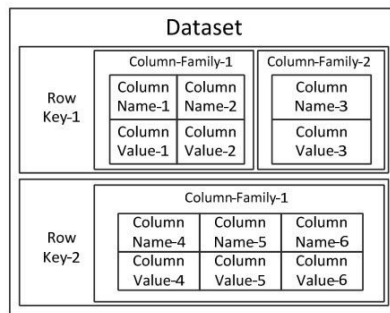 Dataset
Column-Family-1
Column-Family-2
Row
Key-1
Column
Name-1
Column
Name-2
Column
Name-3
Column
Value-1
Column
Value-2
Column
Value-3
Column-Family-1
Row
Key-2
Column
Name-4
Column
Name-5
Column
Name-6
Column
Value-4
Column
Value-5
Column
Value-6